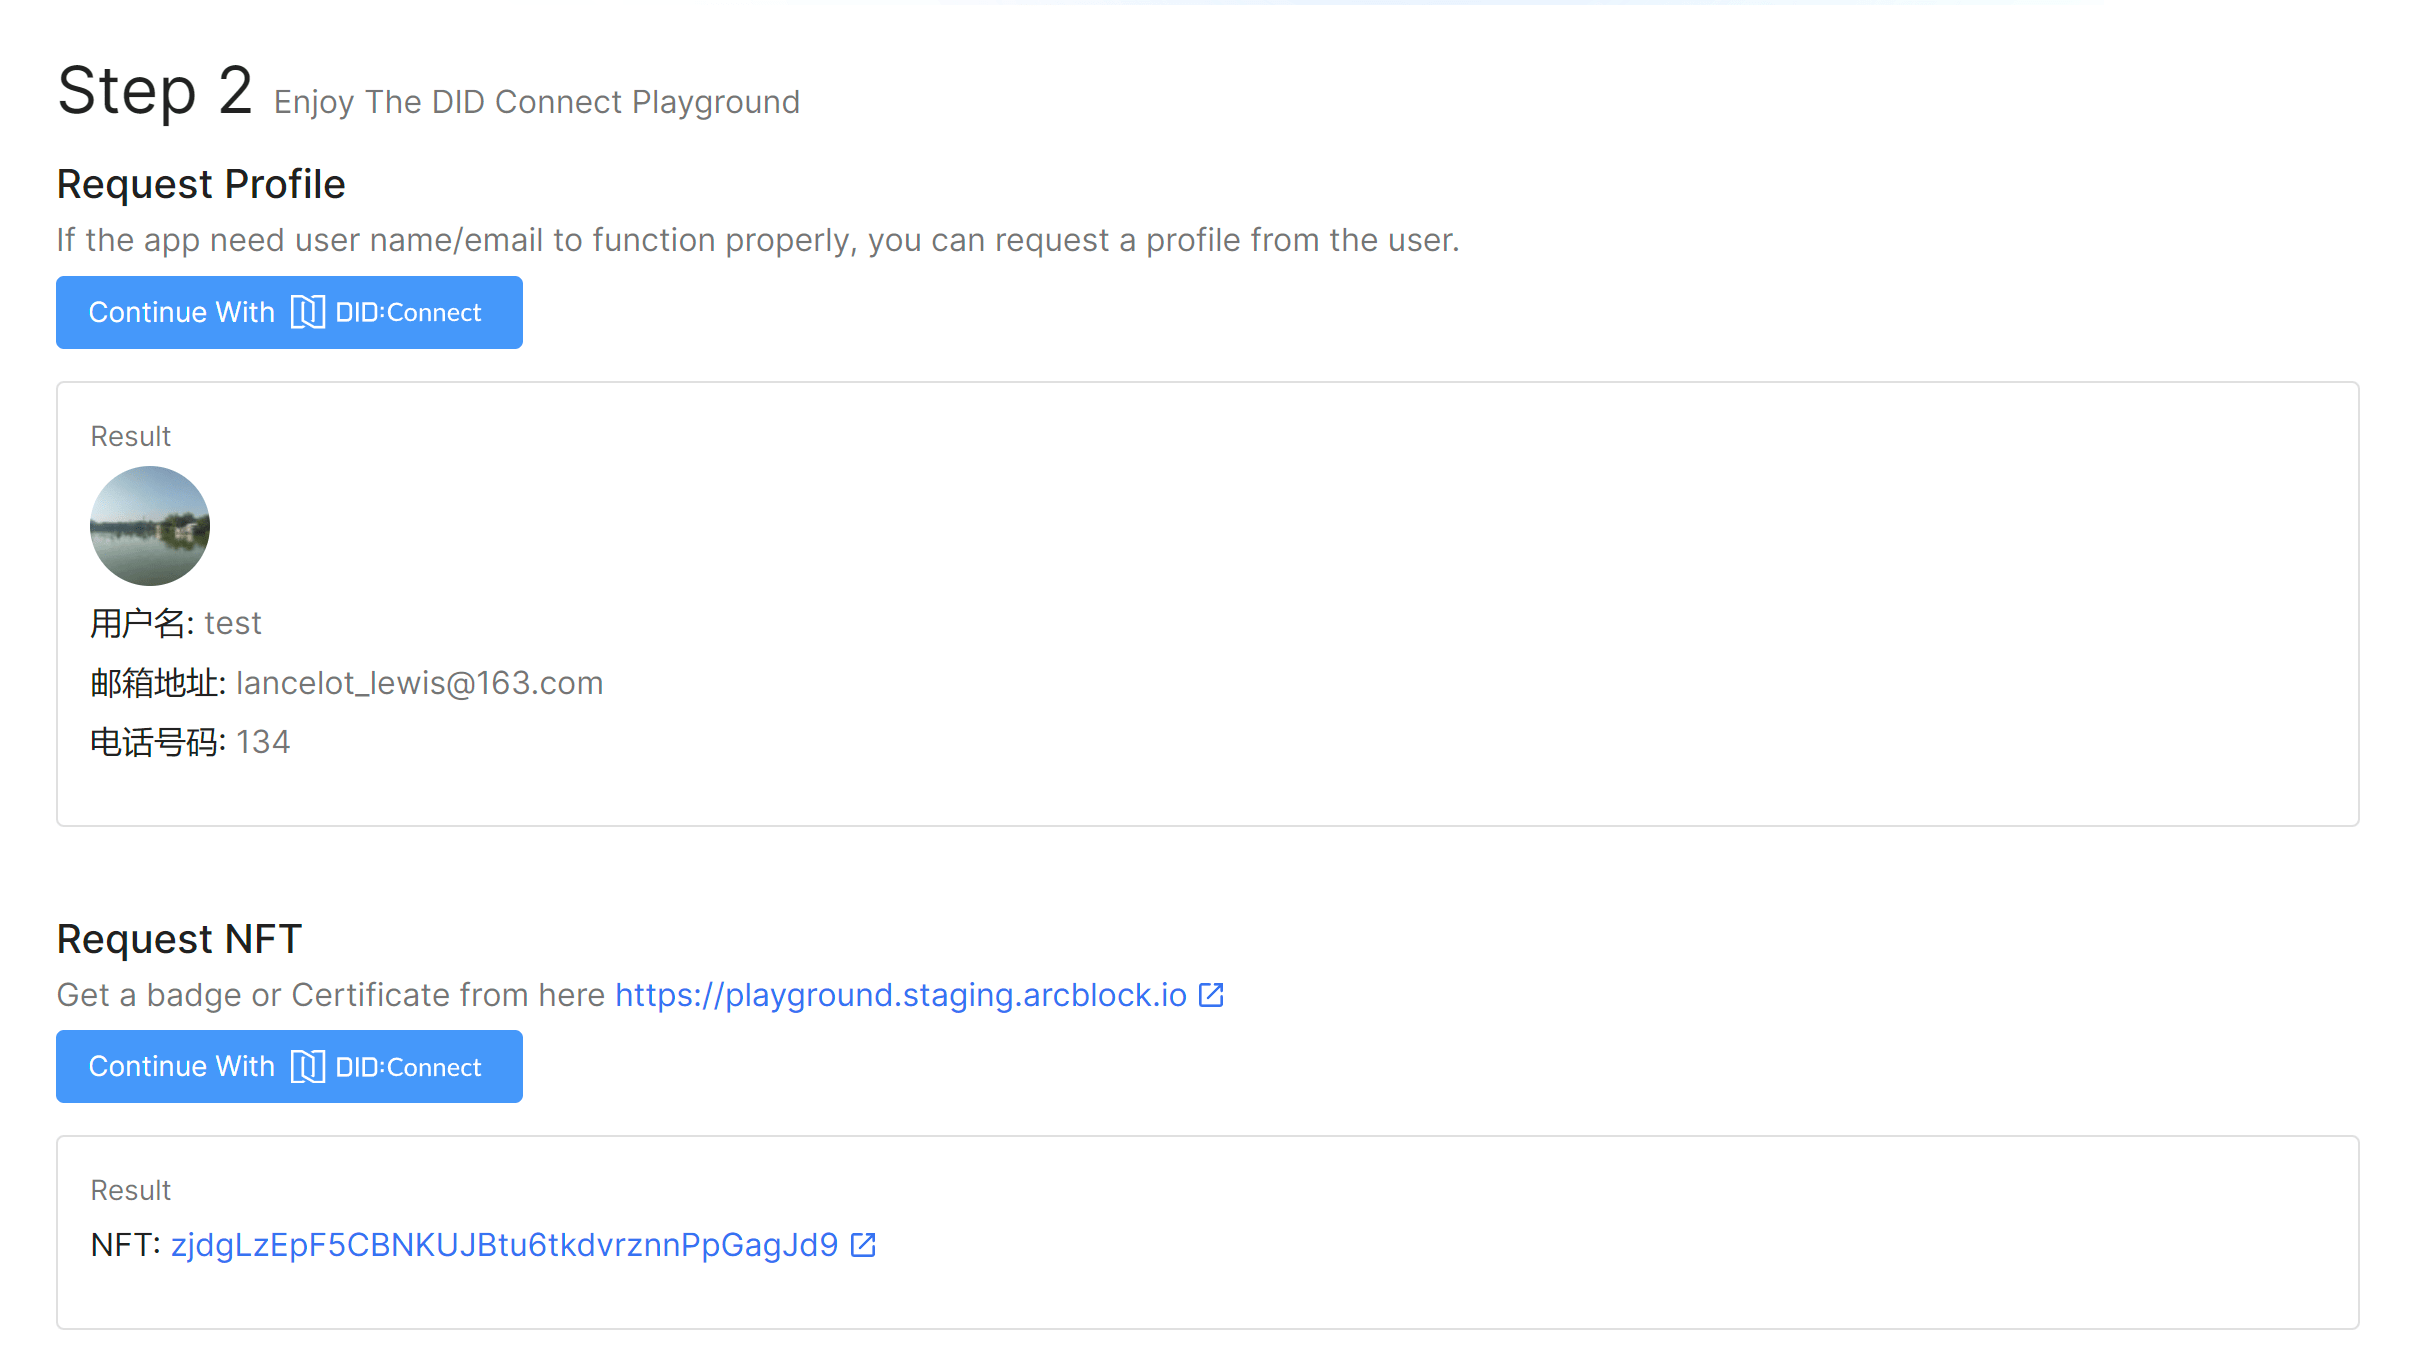 Step 2 Enjoy The DID Connect Playground
Request Profile
If the app need user name/email to function properly, you can request a profile from the user.
Continue With DID:Connect
Result
用户名: test
邮箱地址: lancelot_lewis@163.com
电话号码: 134
Request NFT
Get a badge or Certificate from here https://playground.staging.arcblock.io
Continue With DID:Connect
Result
NFT: zjdgLzEpF5CBNKUJBtu6tkdvrznnPpGagJd9